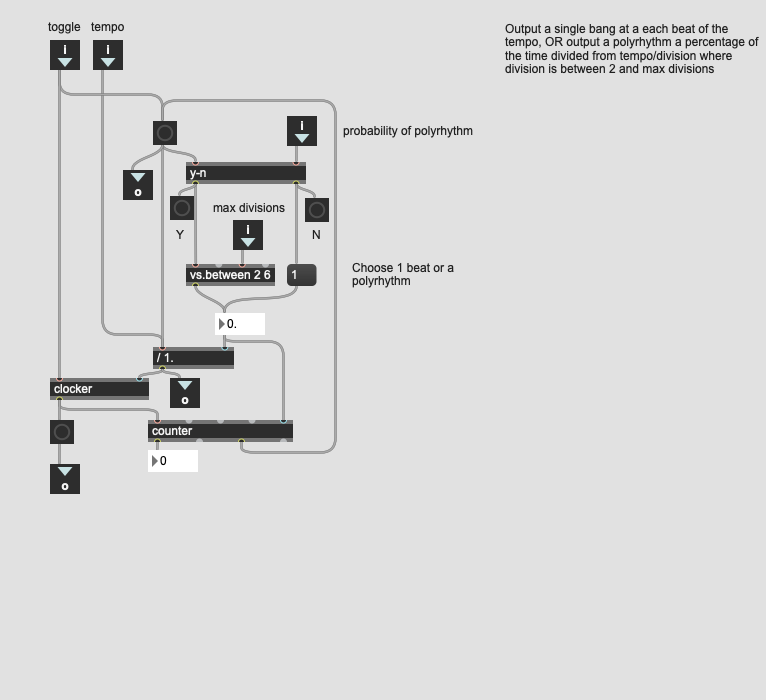 toggle tempo
Output a single bang at a each beat of the
tempo, OR output a polyrhythm a percentage of
the time divided from tempo/division where
division is between 2 and max divisions
i i
i
probability of polyrhythm
y-n
o
max divisions
Y
i
N
vs.between 2 6
1
Choose 1 beat or a
polyrhythm
0.
/ 1.
clocker
o
counter
0
o